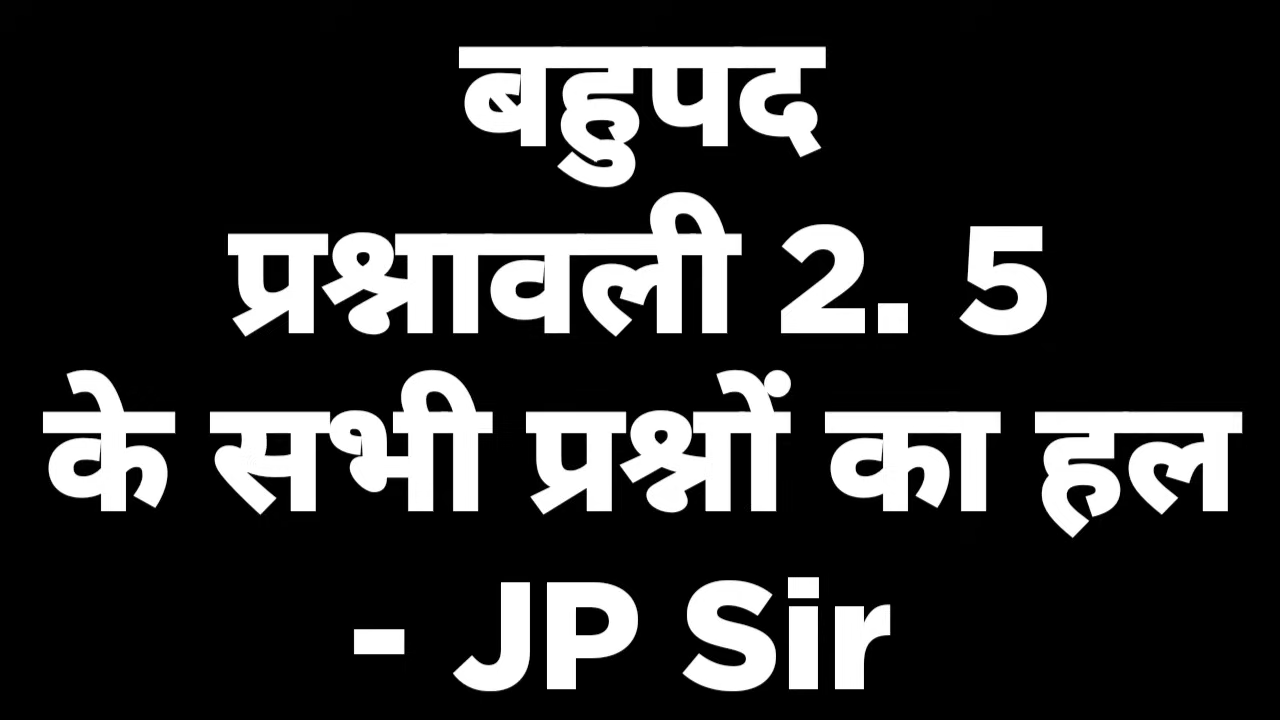 बहुपद
प्रश्नावली 2. 5
के सभी प्रश्नों का हल
- JP Sir